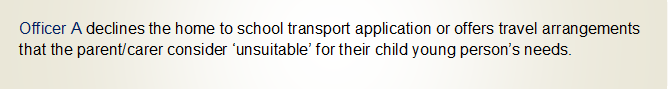 Officer A declines the home to school transport application or offers travel arrangements
that the parent/carer consider ‘unsuitable’ for their child young person’s needs.